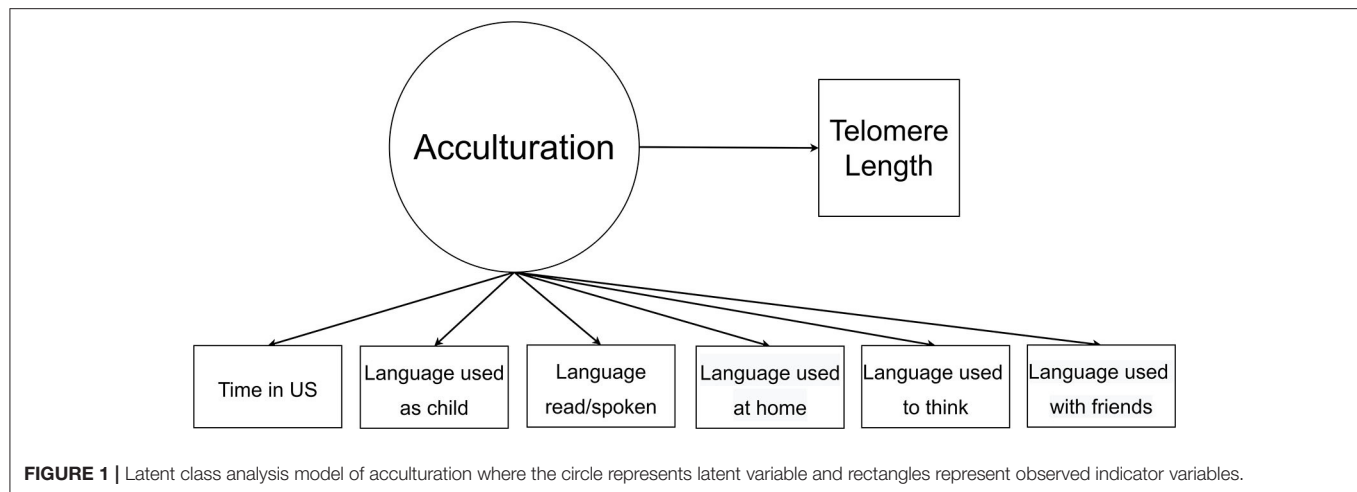 Acculturation
Telomere
Length
Time in US
Language used
as child
Language
read/spoken
Language used
at home
Language used
to think
Language used
with friends
FIGURE 1 | Latent class analysis model of acculturation where the circle represents latent variable and rectangles represent observed indicator variables.